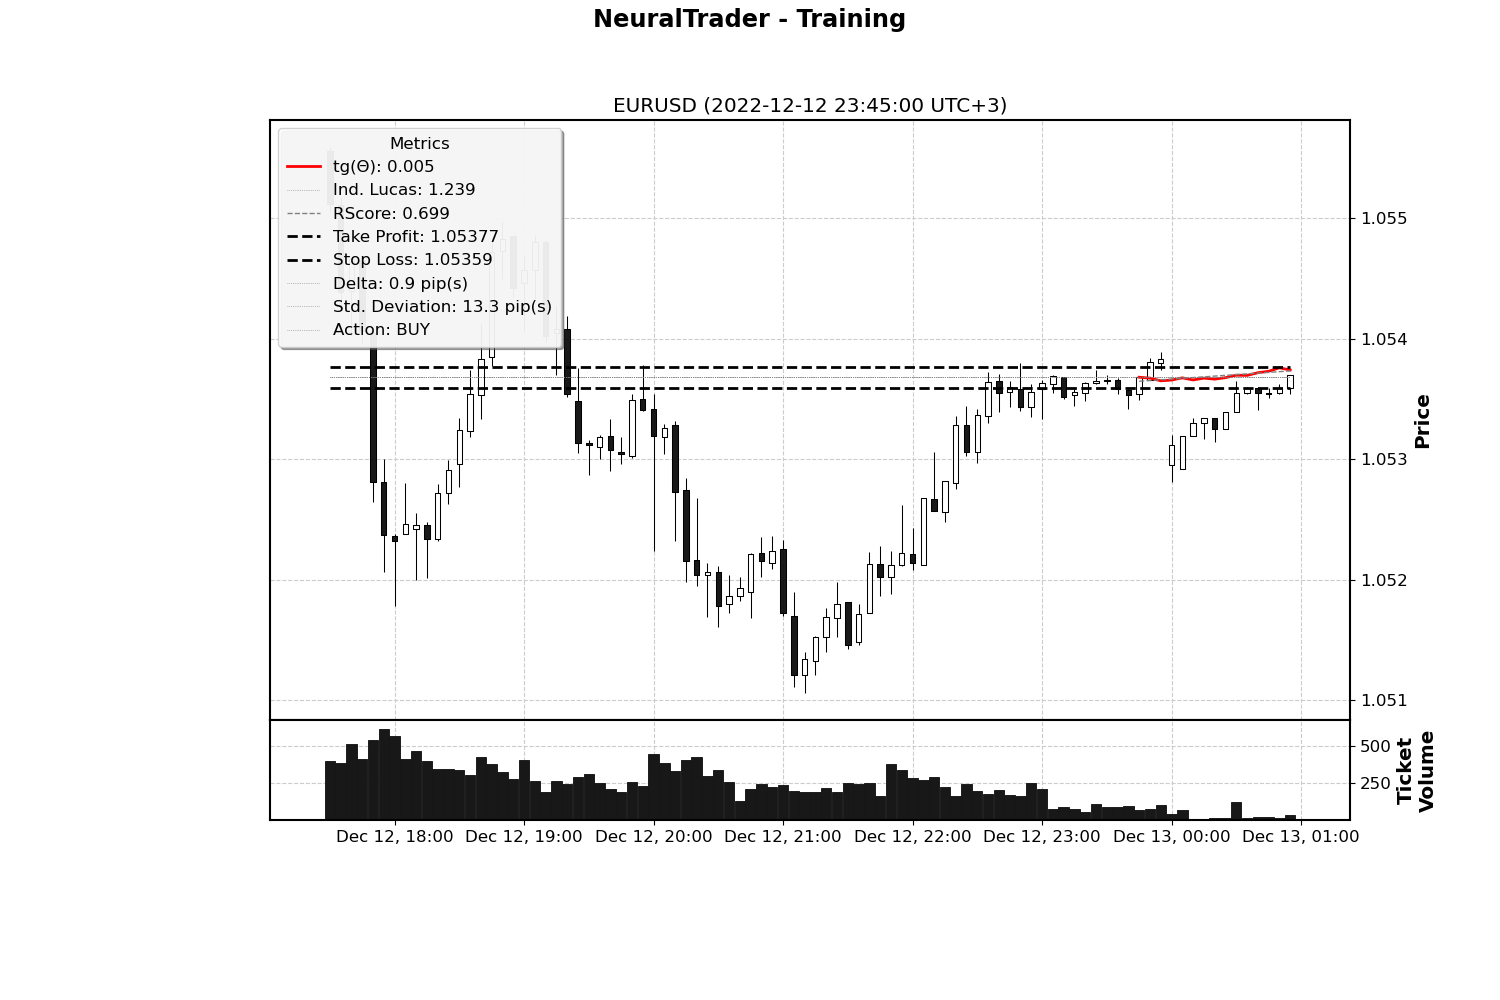 NeuralTrader - Training
EURUSD (2022-12-12 23:45:00 UTC+3)
Metrics
tg(Θ): 0.005
Ind. Lucas: 1.239
RScore: 0.699
Take Profit: 1.05377
Stop Loss: 1.05359
Delta: 0.9 pip(s)
Std. Deviation: 13.3 pip(s)
Action: BUY
1.055
1.054
1.053
1.052
1.051
Price
500
250
Ticket
Volume
Dec 12, 18:00
Dec 12, 19:00
Dec 12, 20:00
Dec 12, 21:00
Dec 12, 22:00
Dec 12, 23:00
Dec 13, 00:00
Dec 13, 01:00